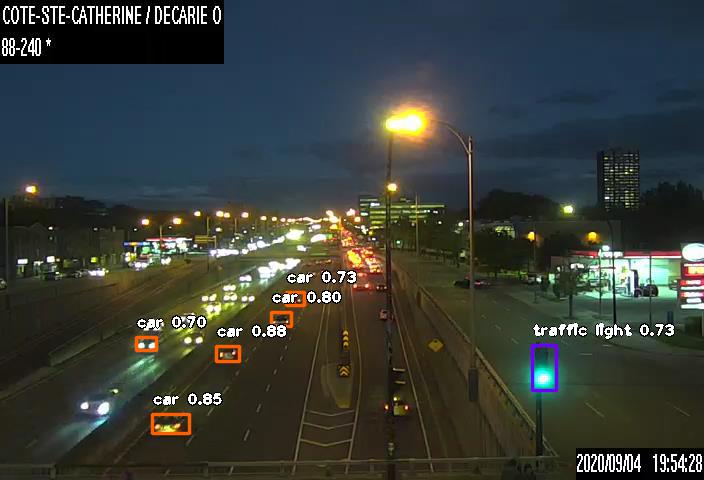 COTE-STE-CATHERINE / DECARIE O
88-240 *
car 0.73
car 0.80
car 0.70
car 0.88
traffic light 0.73
car 0.85
2020/09/04 19:54:28